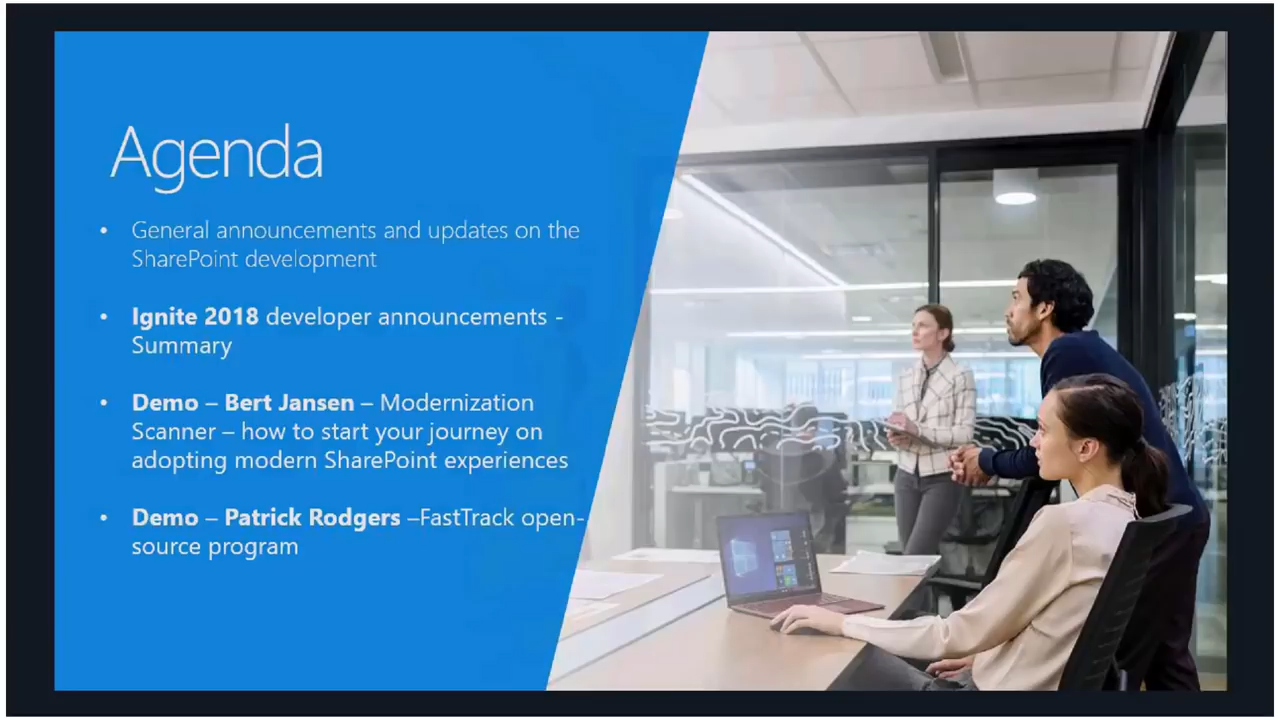 Agenda
• General announcements and updates on the
SharePoint development
• Ignite 2018 developer announcements -
Summary
• Demo – Bert Jansen – Modernization
Scanner – how to start your journey on
adopting modern SharePoint experiences
• Demo – Patrick Rodgers –FastTrack open-
source program